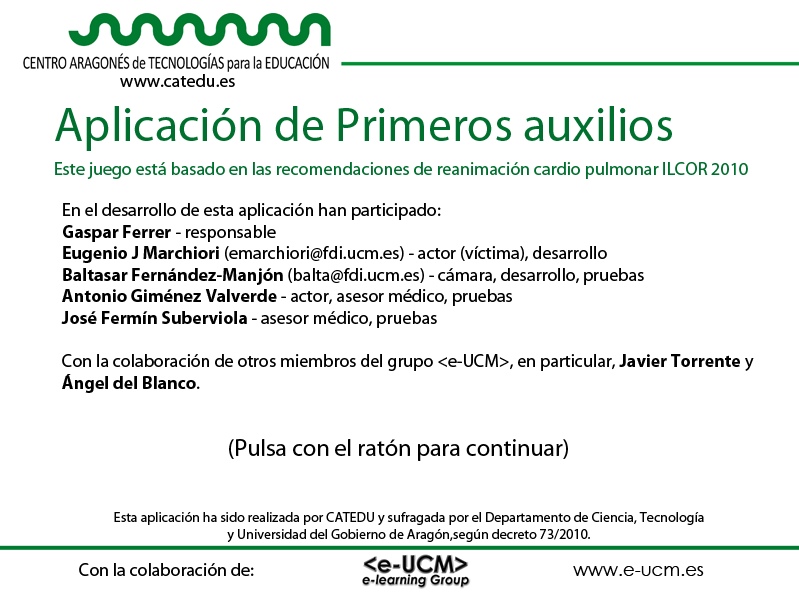 CENTRO ARAGONÉS de TECNOLOGÍAS para la EDUCACIÓN
www.catedu.es
Aplicación de Primeros auxilios
Este juego está basado en las recomendaciones de reanimación cardio pulmonar ILCOR 2010
En el desarrollo de esta aplicación han participado:
Gaspar Ferrer - responsable
Eugenio J Marchiori (emarchiori@fdi.ucm.es) - actor (víctima), desarrollo
Baltasar Fernández-Manjón (balta@fdi.ucm.es) - cámara, desarrollo, pruebas
Antonio Giménez Valverde - actor, asesor médico, pruebas
José Fermín Suberviola - asesor médico, pruebas
Con la colaboración de otros miembros del grupo <e-UCM>, en particular, Javier Torrente y
Ángel del Blanco.
(Pulsa con el ratón para continuar)
Esta aplicación ha sido realizada por CATEDU y sufragada por el Departamento de Ciencia, Tecnología
y Universidad del Gobierno de Aragón,según decreto 73/2010.
Con la colaboración de:
<e-UCM>
e-learning Group
www.e-ucm.es